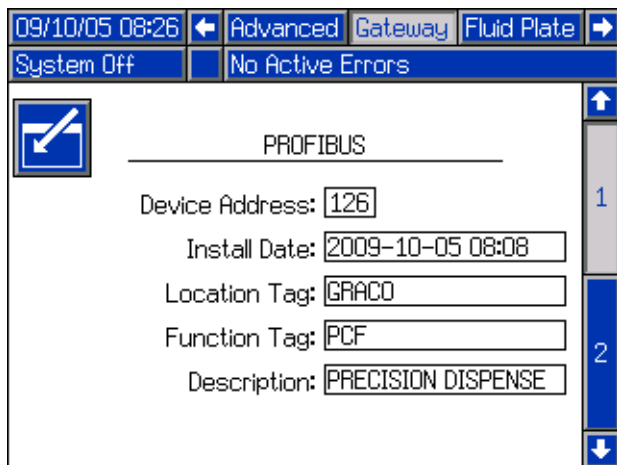 09/10/05 08:26 Advanced Gateway Fluid Plate
System Off No Active Errors
PROFIBUS
Device Address: 126
Install Date: 2009-10-05 08:08
Location Tag: GRACO
Function Tag: PCF
Description: PRECISION DISPENSE
1
2